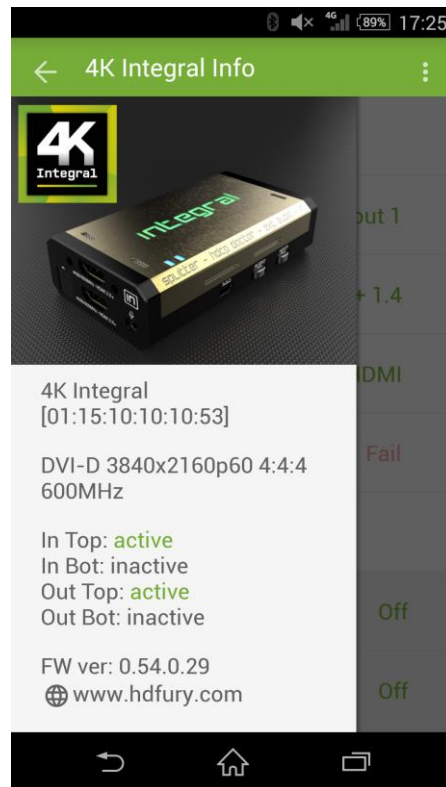 4G 89% 17:25
4K Integral Info
4K
Integral
integral
out 1
+ 1.4
Fail
Off
Off
4K Integral
[01:15:10:10:10:53]
DVI-D 3840x2160p60 4:4:4
600MHz
In Top: active
In Bot: inactive
Out Top: active
Out Bot: inactive
FW ver: 0.54.0.29
www.hdfury.com